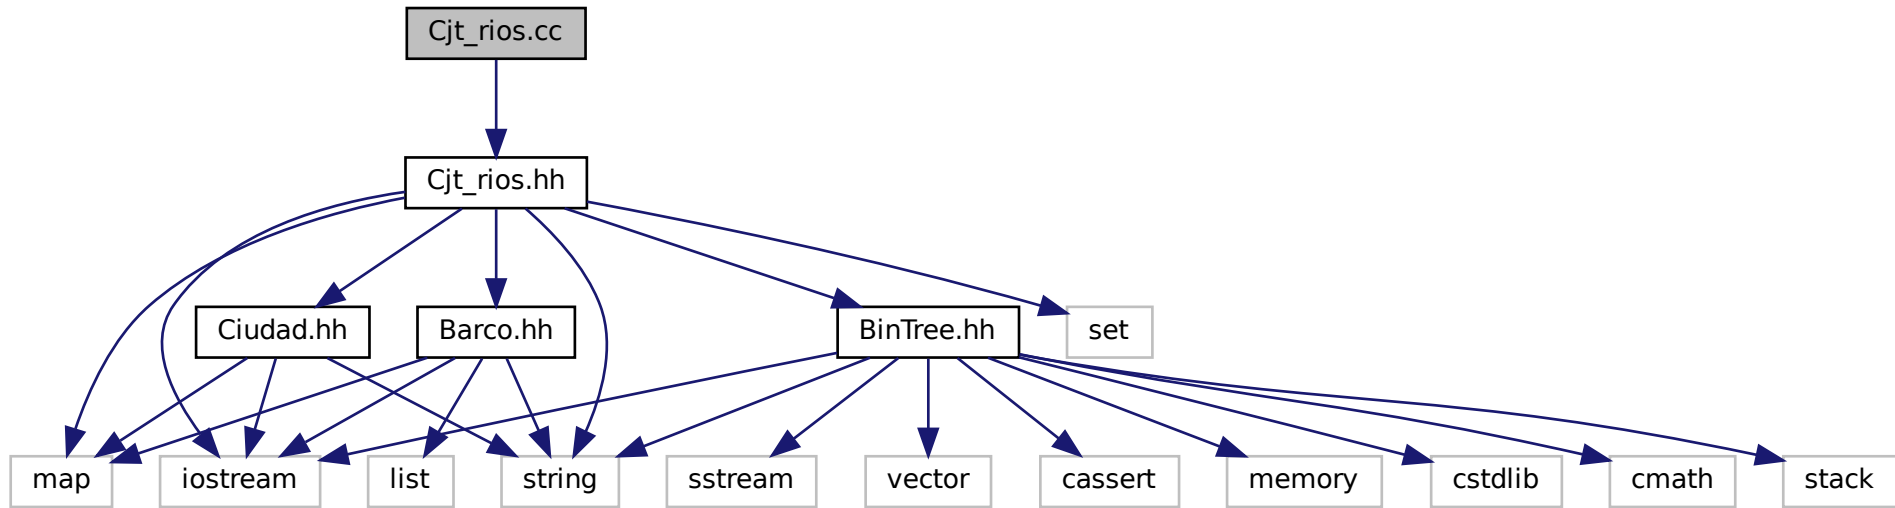 Cjt_rios.cc
Cjt_rios.hh
Ciudad.hh
Barco.hh
BinTree.hh
set
map
iostream
list
string
sstream
vector
cassert
memory
cstdlib
cmath
stack